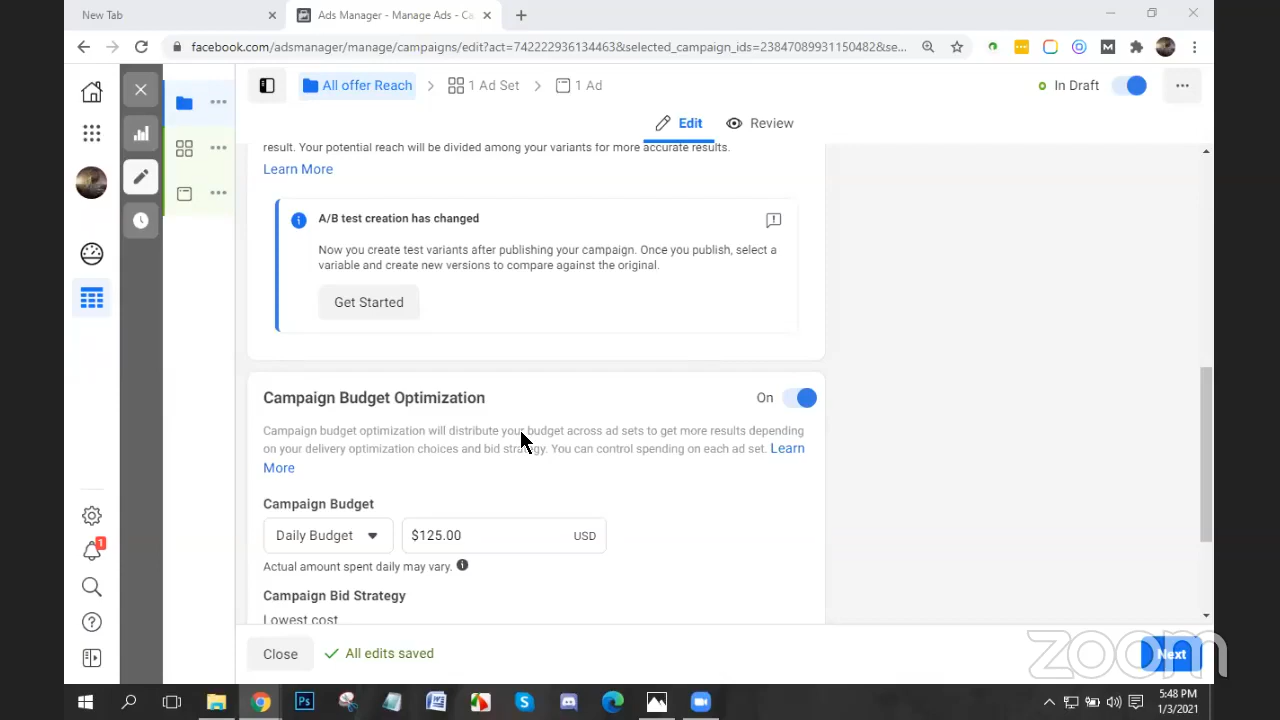 New Tab
Ads Manager - Manage Ads - Ca
facebook.com/adsmanager/manage/campaigns/edit?act=742222936134463&selected_campaign_ids=23847089931150482&se...
All offer Reach
1 Ad Set
1 Ad
In Draft
Edit
Review
result. Your potential reach will be divided among your variants for more accurate results.
Learn More
A/B test creation has changed
Now you create test variants after publishing your campaign. Once you publish, select a
variable and create new versions to compare against the original.
Get Started
Campaign Budget Optimization
On
Campaign budget optimization will distribute your budget across ad sets to get more results depending
on your delivery optimization choices and bid strategy. You can control spending on each ad set. Learn
More
Campaign Budget
Daily Budget
$125.00
USD
Actual amount spent daily may vary.
Campaign Bid Strategy
Lowest cost
Close
All edits saved
Next
zoom
1
5:48 PM
1/3/2021